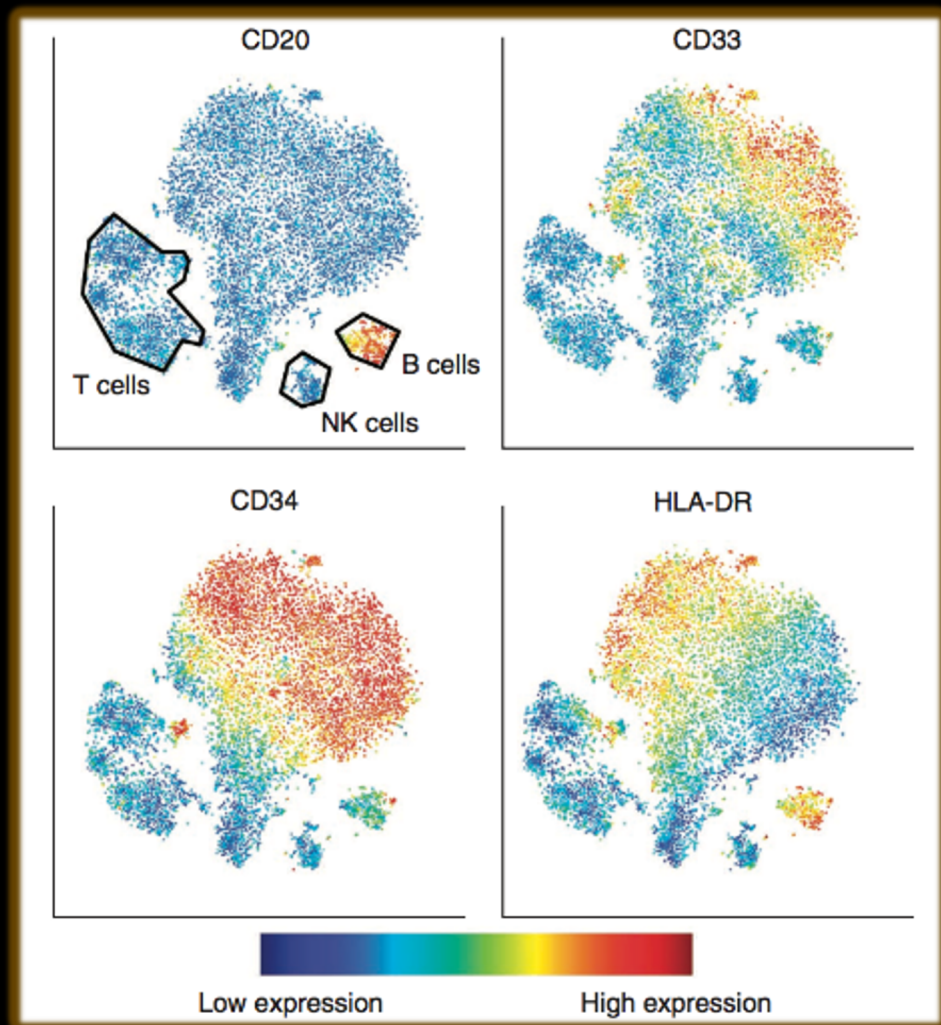 CD20
CD33
T cells
B cells
NK cells
CD34
HLA-DR
Low expression
High expression